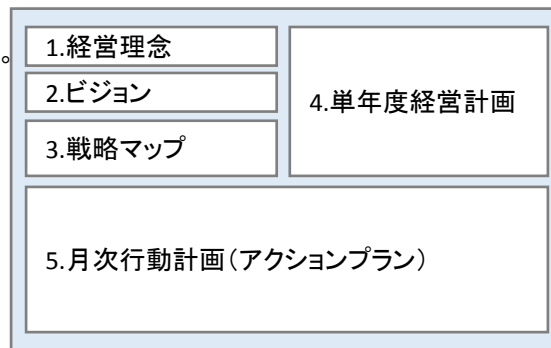 。
1.経営理念
2.ビジョン
3.戦略マップ
4.単年度経営計画
5.月次行動計画（アクションプラン）